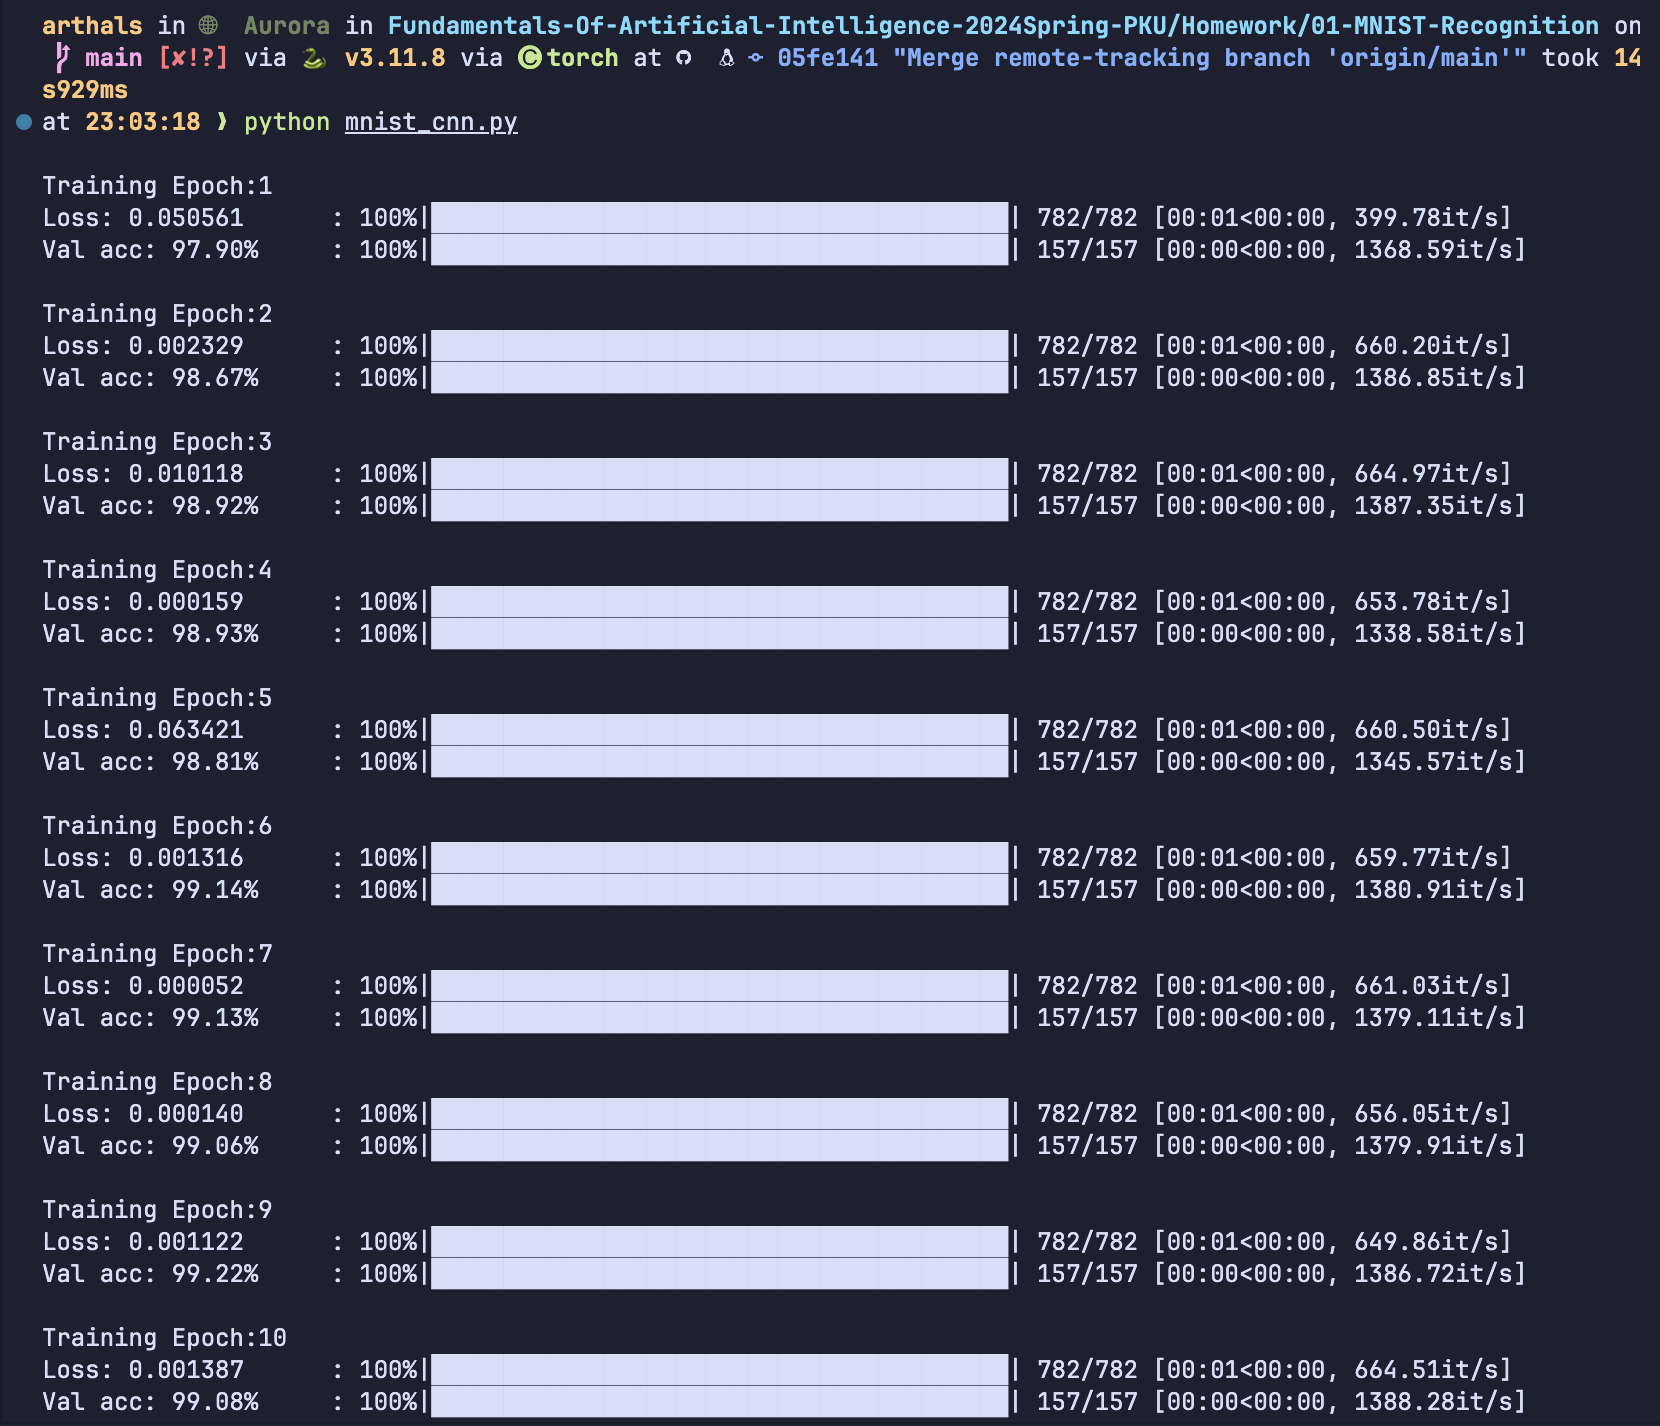 arthals in Aurora in Fundamentals-Of-Artificial-Intelligence-2024Spring-PKU/Homework/01-MNIST-Recognition on
main [✘!?] via v3.11.8 via torch at 05fe141 "Merge remote-tracking branch 'origin/main'" took 14
s929ms
at 23:03:18 ❱ python mnist_cnn.py
Training Epoch:1
Loss: 0.050561 : 100%| | 782/782 [00:01<00:00, 399.78it/s]
Val acc: 97.90% : 100%| | 157/157 [00:00<00:00, 1368.59it/s]
Training Epoch:2
Loss: 0.002329 : 100%| | 782/782 [00:01<00:00, 660.20it/s]
Val acc: 98.67% : 100%| | 157/157 [00:00<00:00, 1386.85it/s]
Training Epoch:3
Loss: 0.010118 : 100%| | 782/782 [00:01<00:00, 664.97it/s]
Val acc: 98.92% : 100%| | 157/157 [00:00<00:00, 1387.35it/s]
Training Epoch:4
Loss: 0.000159 : 100%| | 782/782 [00:01<00:00, 653.78it/s]
Val acc: 98.93% : 100%| | 157/157 [00:00<00:00, 1338.58it/s]
Training Epoch:5
Loss: 0.063421 : 100%| | 782/782 [00:01<00:00, 660.50it/s]
Val acc: 98.81% : 100%| | 157/157 [00:00<00:00, 1345.57it/s]
Training Epoch:6
Loss: 0.001316 : 100%| | 782/782 [00:01<00:00, 659.77it/s]
Val acc: 99.14% : 100%| | 157/157 [00:00<00:00, 1380.91it/s]
Training Epoch:7
Loss: 0.000052 : 100%| | 782/782 [00:01<00:00, 661.03it/s]
Val acc: 99.13% : 100%| | 157/157 [00:00<00:00, 1379.11it/s]
Training Epoch:8
Loss: 0.000140 : 100%| | 782/782 [00:01<00:00, 656.05it/s]
Val acc: 99.06% : 100%| | 157/157 [00:00<00:00, 1379.91it/s]
Training Epoch:9
Loss: 0.001122 : 100%| | 782/782 [00:01<00:00, 649.86it/s]
Val acc: 99.22% : 100%| | 157/157 [00:00<00:00, 1386.72it/s]
Training Epoch:10
Loss: 0.001387 : 100%| | 782/782 [00:01<00:00, 664.51it/s]
Val acc: 99.08% : 100%| | 157/157 [00:00<00:00, 1388.28it/s]